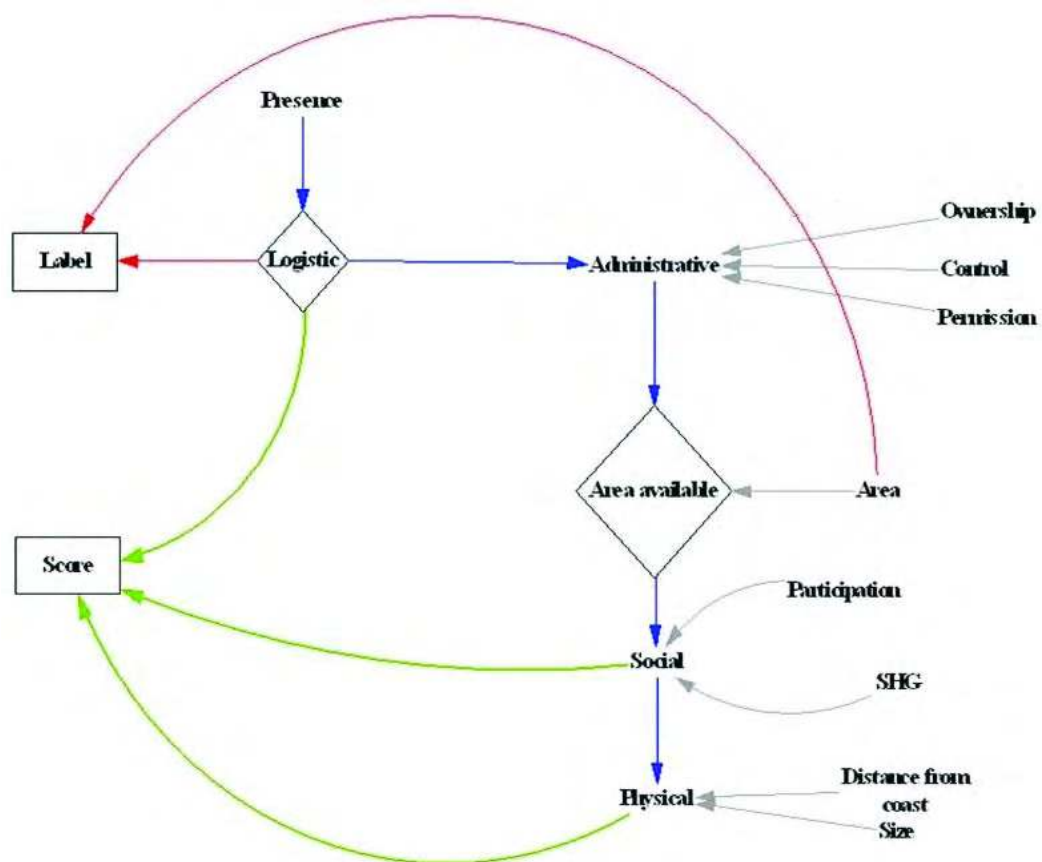 Presence
Ownership
Label
Logistic
Administrative
Control
Permission
Area available
Area
Score
Participation
Social
SHG
Distance from
coast
Physical
Size